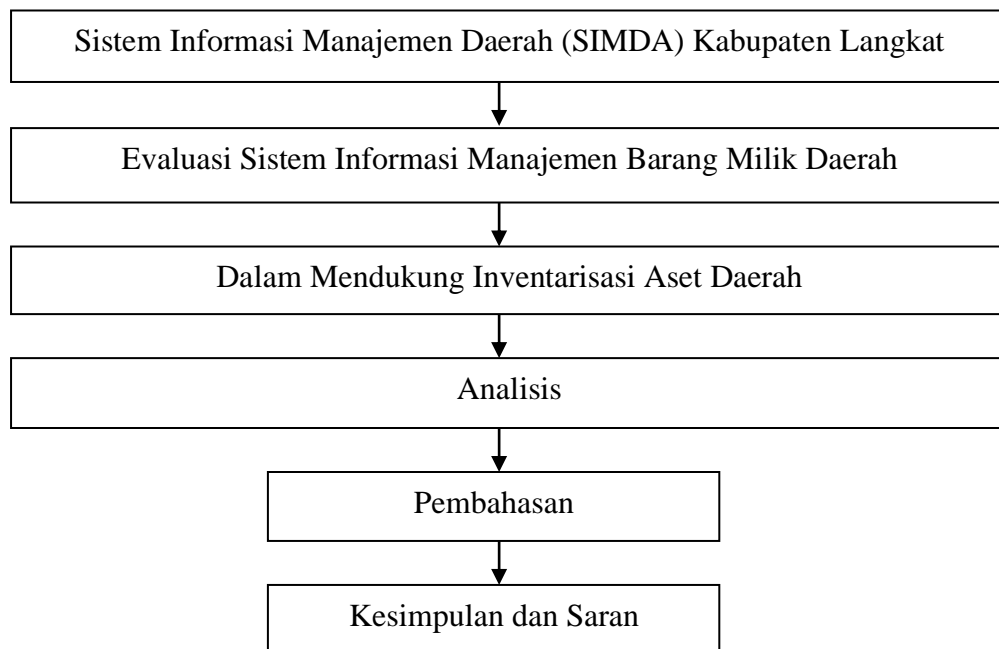 Sistem Informasi Manajemen Daerah (SIMDA) Kabupaten Langkat
Evaluasi Sistem Informasi Manajemen Barang Milik Daerah
Dalam Mendukung Inventarisasi Aset Daerah
Analisis
Pembahasan
Kesimpulan dan Saran